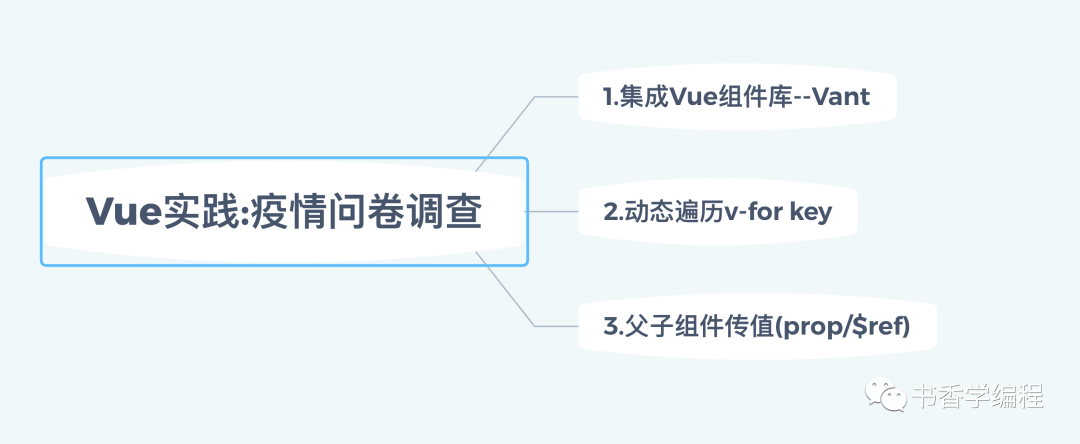 Vue实践:疫情问卷调查
1.集成Vue组件库--Vant
2.动态遍历v-for key
3.父子组件传值(prop/$ref)
书香学编程